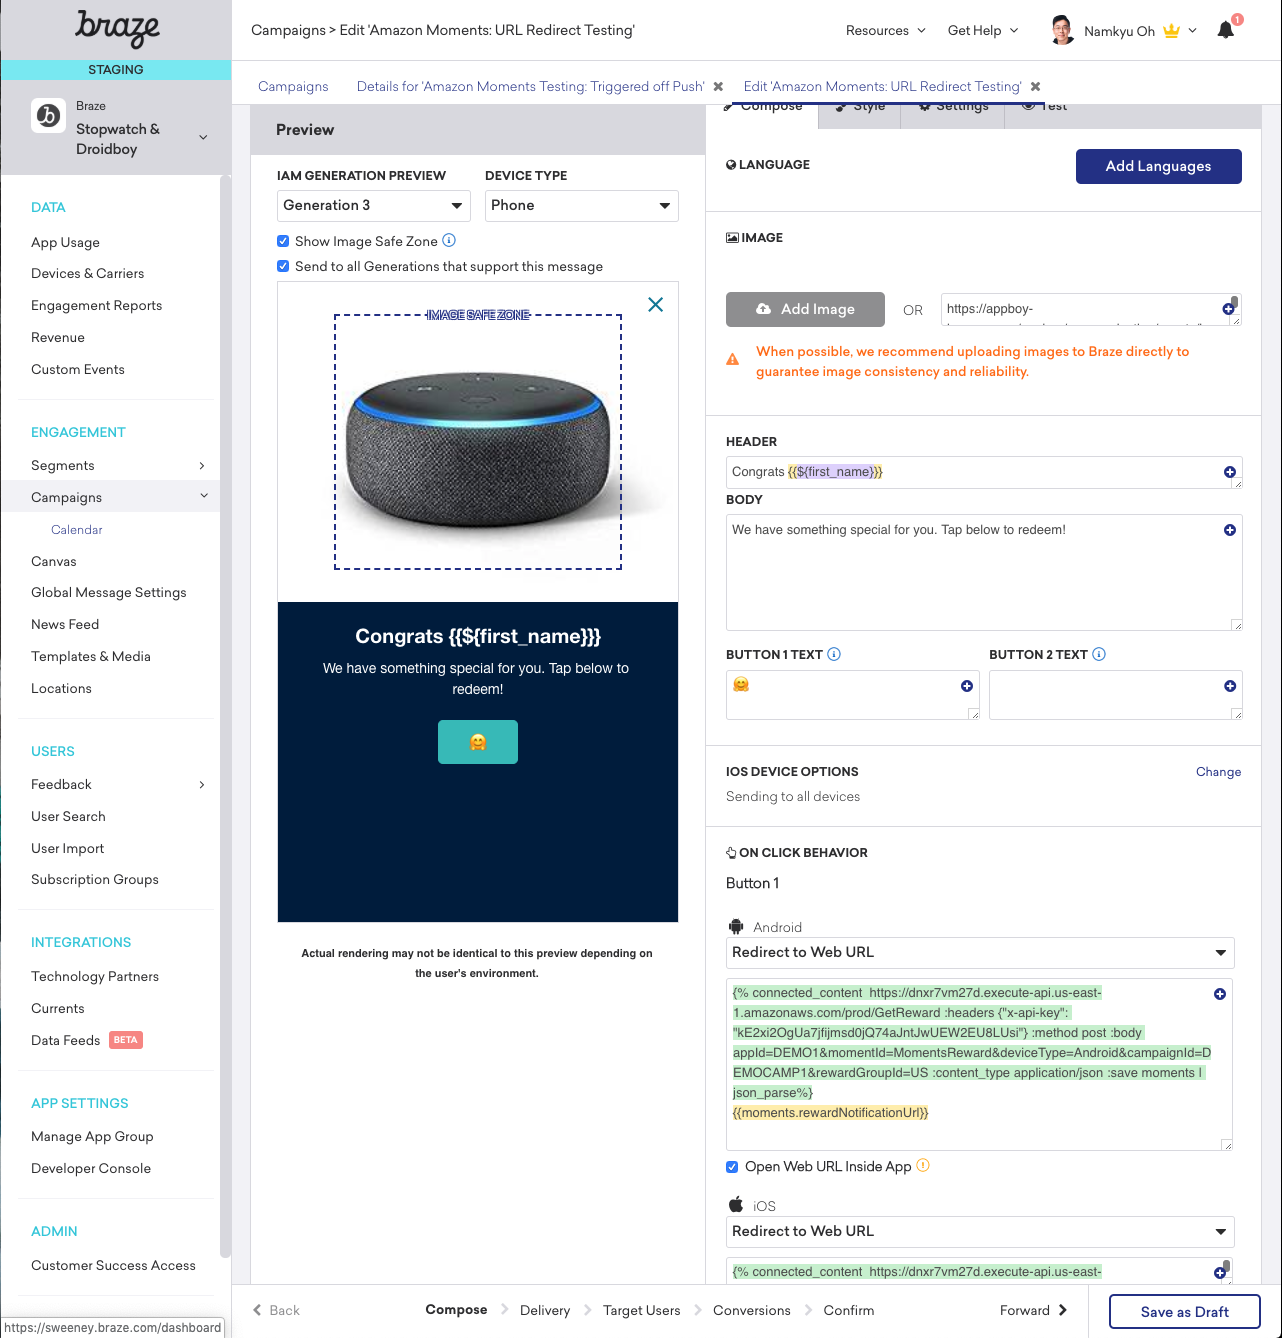 braze
STAGING
Braze
Stopwatch &
Droidboy
DATA
App Usage
Devices & Carriers
Engagement Reports
Revenue
Custom Events
ENGAGEMENT
Segments
Campaigns
Calendar
Canvas
Global Message Settings
News Feed
Templates & Media
Locations
USERS
Feedback
User Search
User Import
Subscription Groups
INTEGRATIONS
Technology Partners
Currents
Data Feeds BETA
APP SETTINGS
Manage App Group
Developer Console
ADMIN
Customer Success Access
https://sweeney.braze.com/dashboard
Campaigns > Edit 'Amazon Moments: URL Redirect Testing'
Resources
Get Help
Namkyu Oh
1
Campaigns
Details for 'Amazon Moments Testing: Triggered off Push'
Edit 'Amazon Moments: URL Redirect Testing'
Preview
IAM GENERATION PREVIEW
DEVICE TYPE
Generation 3
Phone
Show Image Safe Zone
Send to all Generations that support this message
IMAGE SAFE ZONE
Congrats {{${first_name}}}
We have something special for you. Tap below to
redeem!
🤗
Actual rendering may not be identical to this preview depending on
the user's environment.
Compose
Style
Settings
Test
LANGUAGE
Add Languages
IMAGE
Add Image
OR
https://appboy-
When possible, we recommend uploading images to Braze directly to
guarantee image consistency and reliability.
HEADER
Congrats {{${first_name}}}
BODY
We have something special for you. Tap below to redeem!
BUTTON 1 TEXT
BUTTON 2 TEXT
🤗
IOS DEVICE OPTIONS
Change
Sending to all devices
ON CLICK BEHAVIOR
Button 1
Android
Redirect to Web URL
{% connected_content https://dnxr7vm27d.execute-api.us-east-
1.amazonaws.com/prod/GetReward :headers {"x-api-key":
"kE2xi2OgUa7jfijmsd0jQ74aJntJwUEW2EU8LUsi"} :method post :body
appId=DEMO1&momentId=MomentsReward&deviceType=Android&campaignId=D
EMOCAMP1&rewardGroupId=US :content_type application/json :save moments |
json_parse%}
{{moments.rewardNotificationUrl}}
Open Web URL Inside App
iOS
Redirect to Web URL
{% connected_content https://dnxr7vm27d.execute-api.us-east-
Back
Compose
Delivery
Target Users
Conversions
Confirm
Forward
Save as Draft